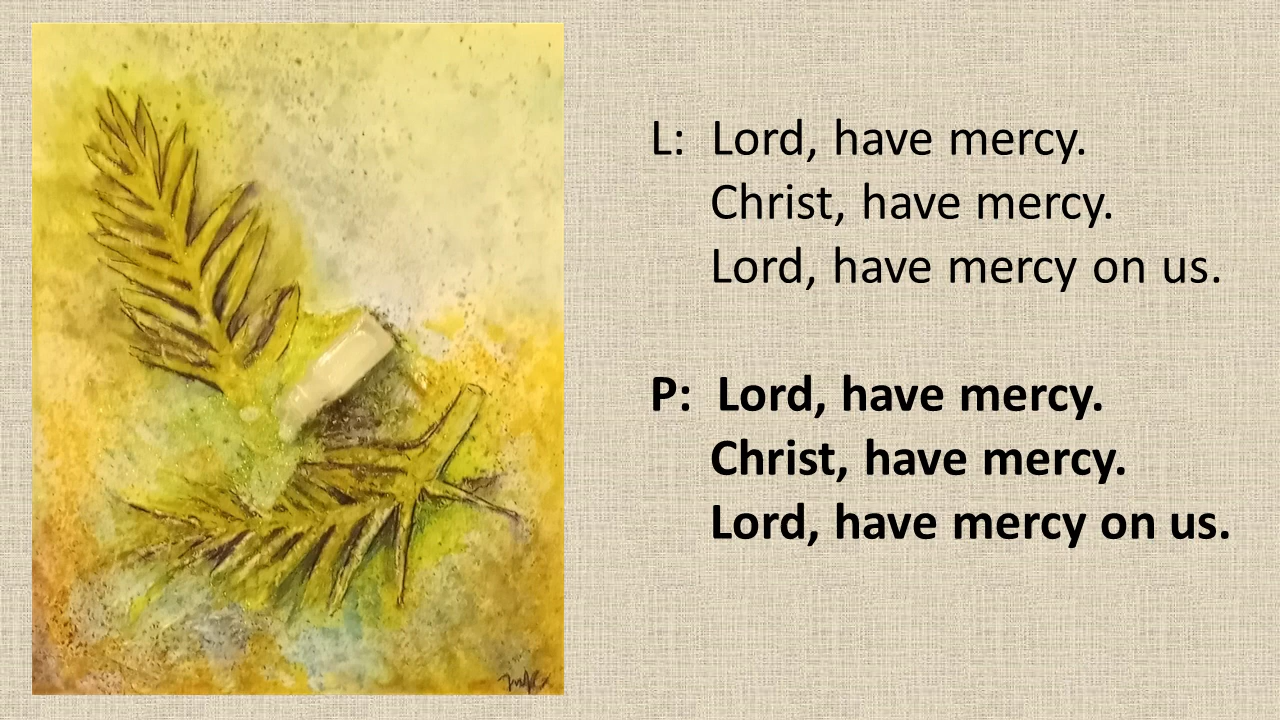 L: Lord, have mercy.
Christ, have mercy.
Lord, have mercy on us.
P: Lord, have mercy.
Christ, have mercy.
Lord, have mercy on us.